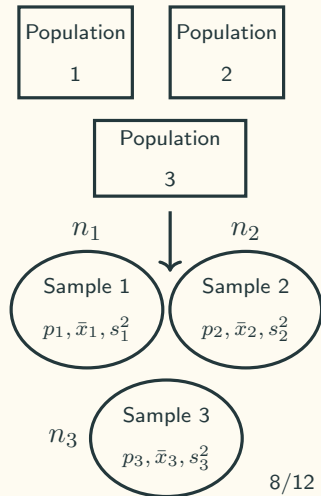 Population Population
1 2
Population
3
n₁ n₂
Sample 1 Sample 2
p₁, x̄₁, s₁² p₂, x̄₂, s₂²
Sample 3
n₃
p₃, x̄₃, s₃²
8/12